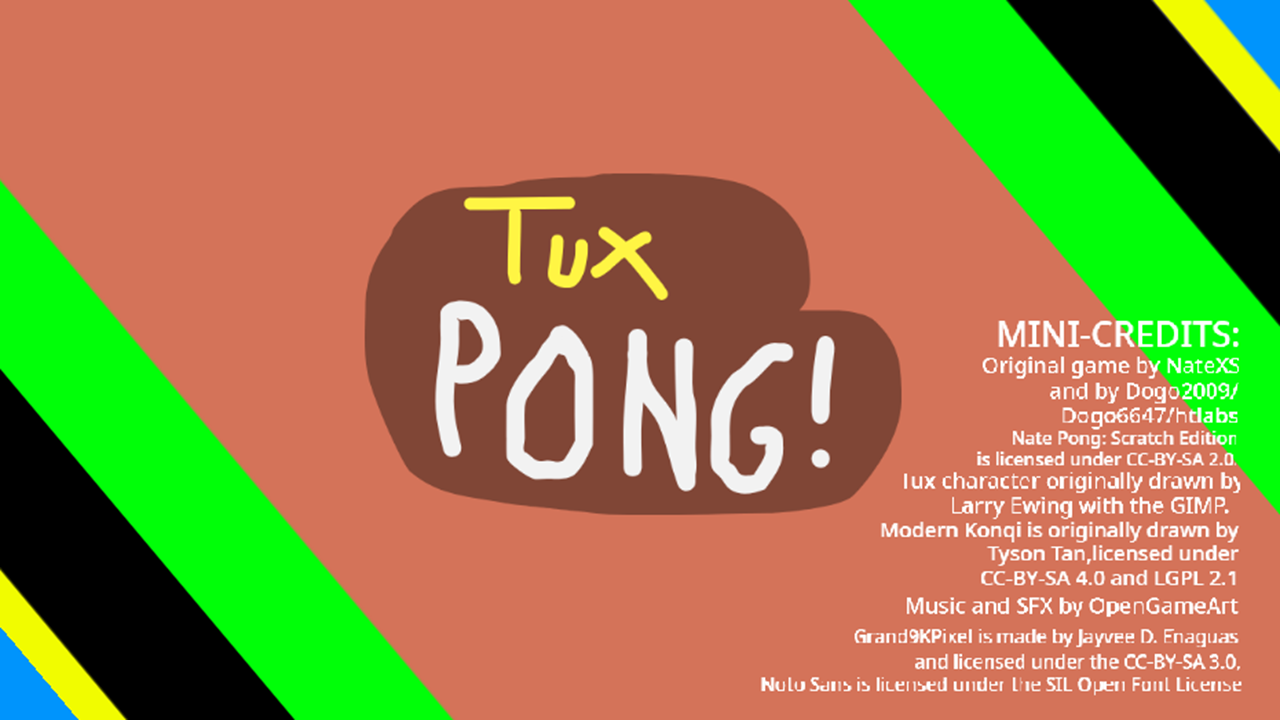 Tux
PONG!
MINI-CREDITS:
Original game by NateXS
and by Dogo2009/
Dogo6647/htlabs
Nate Pong: Scratch Edition
is licensed under CC-BY-SA 2.0.
Tux character originally drawn by
Larry Ewing with the GIMP.
Modern Konqi is originally drawn by
Tyson Tan,licensed under
CC-BY-SA 4.0 and LGPL 2.1
Music and SFX by OpenGameArt
Grand9KPixel is made by Jayvee D. Enaguas
and licensed under the CC-BY-SA 3.0,
Noto Sans is licensed under the SIL Open Font License